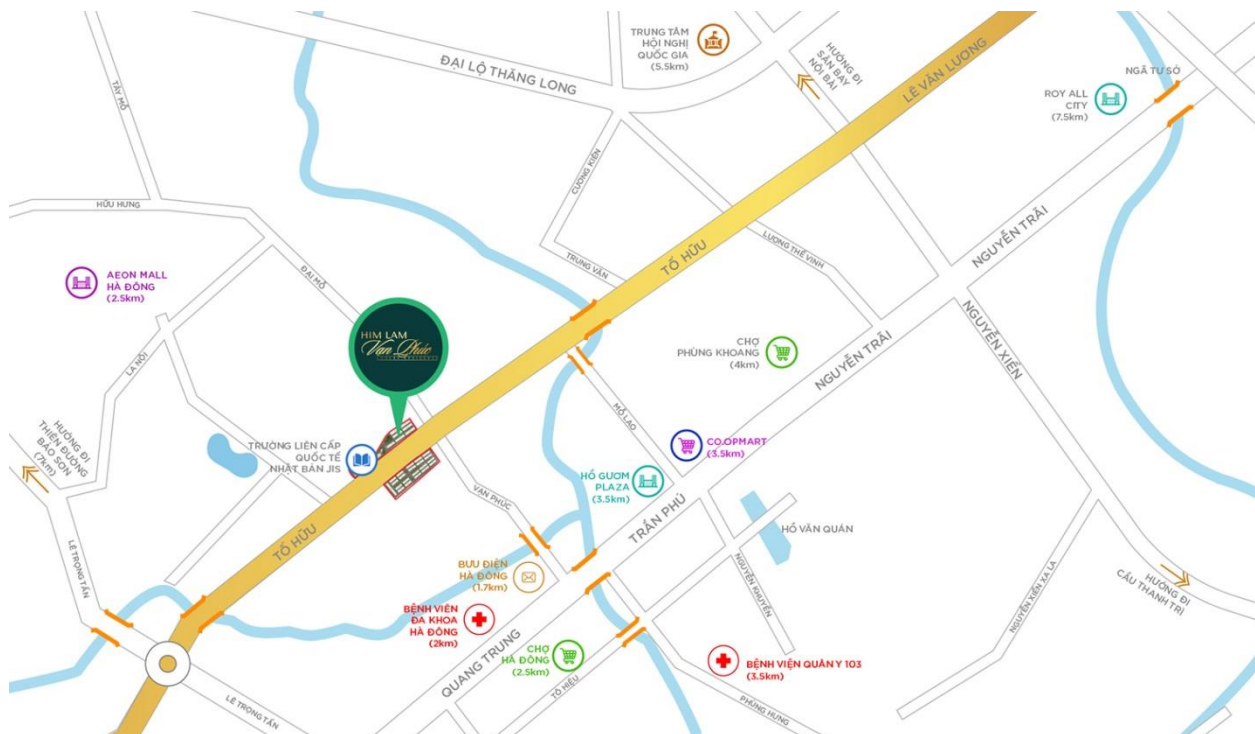 TRUNG TÂM
HỘI NGHỊ
QUỐC GIA
(5.5km)
ĐẠI LỘ THĂNG LONG
HƯỚNG ĐI
SÂN BAY
NỘI BÀI
LÊ VĂN LƯƠNG
NGÃ TƯ SỞ
ROY ALL
CITY
(7.5km)
TÂY MỖ
HỮU HƯNG
CƯƠNG KIÊN
LƯƠNG THẾ VINH
TRUNG VĂN
TỐ HỮU
NGUYỄN TRÃI
AEON MALL
HÀ ĐÔNG
(2.5km)
ĐẠI MỖ
LA NỘI
HIM LAM
Vạn Phúc
CHỢ
PHÙNG KHOANG
(4km)
NGUYỄN TRÃI
NGUYỄN XIỂN
MỖ LAO
CO.OPMART
(3.5km)
HƯỚNG ĐI
THIÊN ĐƯỜNG
BẢO SƠN
(7km)
TRƯỜNG LIÊN CẤP
QUỐC TẾ
NHẬT BẢN JIS
HỒ GƯƠM
PLAZA
(3.5km)
VẠN PHÚC
TRẦN PHÚ
HỒ VĂN QUÁN
TỐ HỮU
LÊ TRỌNG TẤN
BƯU ĐIỆN
HÀ ĐÔNG
(1.7km)
NGUYỄN KHUYẾN
NGUYỄN XIỂN XA LA
HƯỚNG ĐI
CẦU THANH TRÌ
BỆNH VIÊN
ĐA KHOA
HÀ ĐÔNG
(2km)
CHỢ
HÀ ĐÔNG
(2.5km)
BỆNH VIỆN QUÂN Y 103
(3.5km)
QUANG TRUNG
TÔ HIỆU
PHÙNG HƯNG
LÊ TRỌNG TẤN